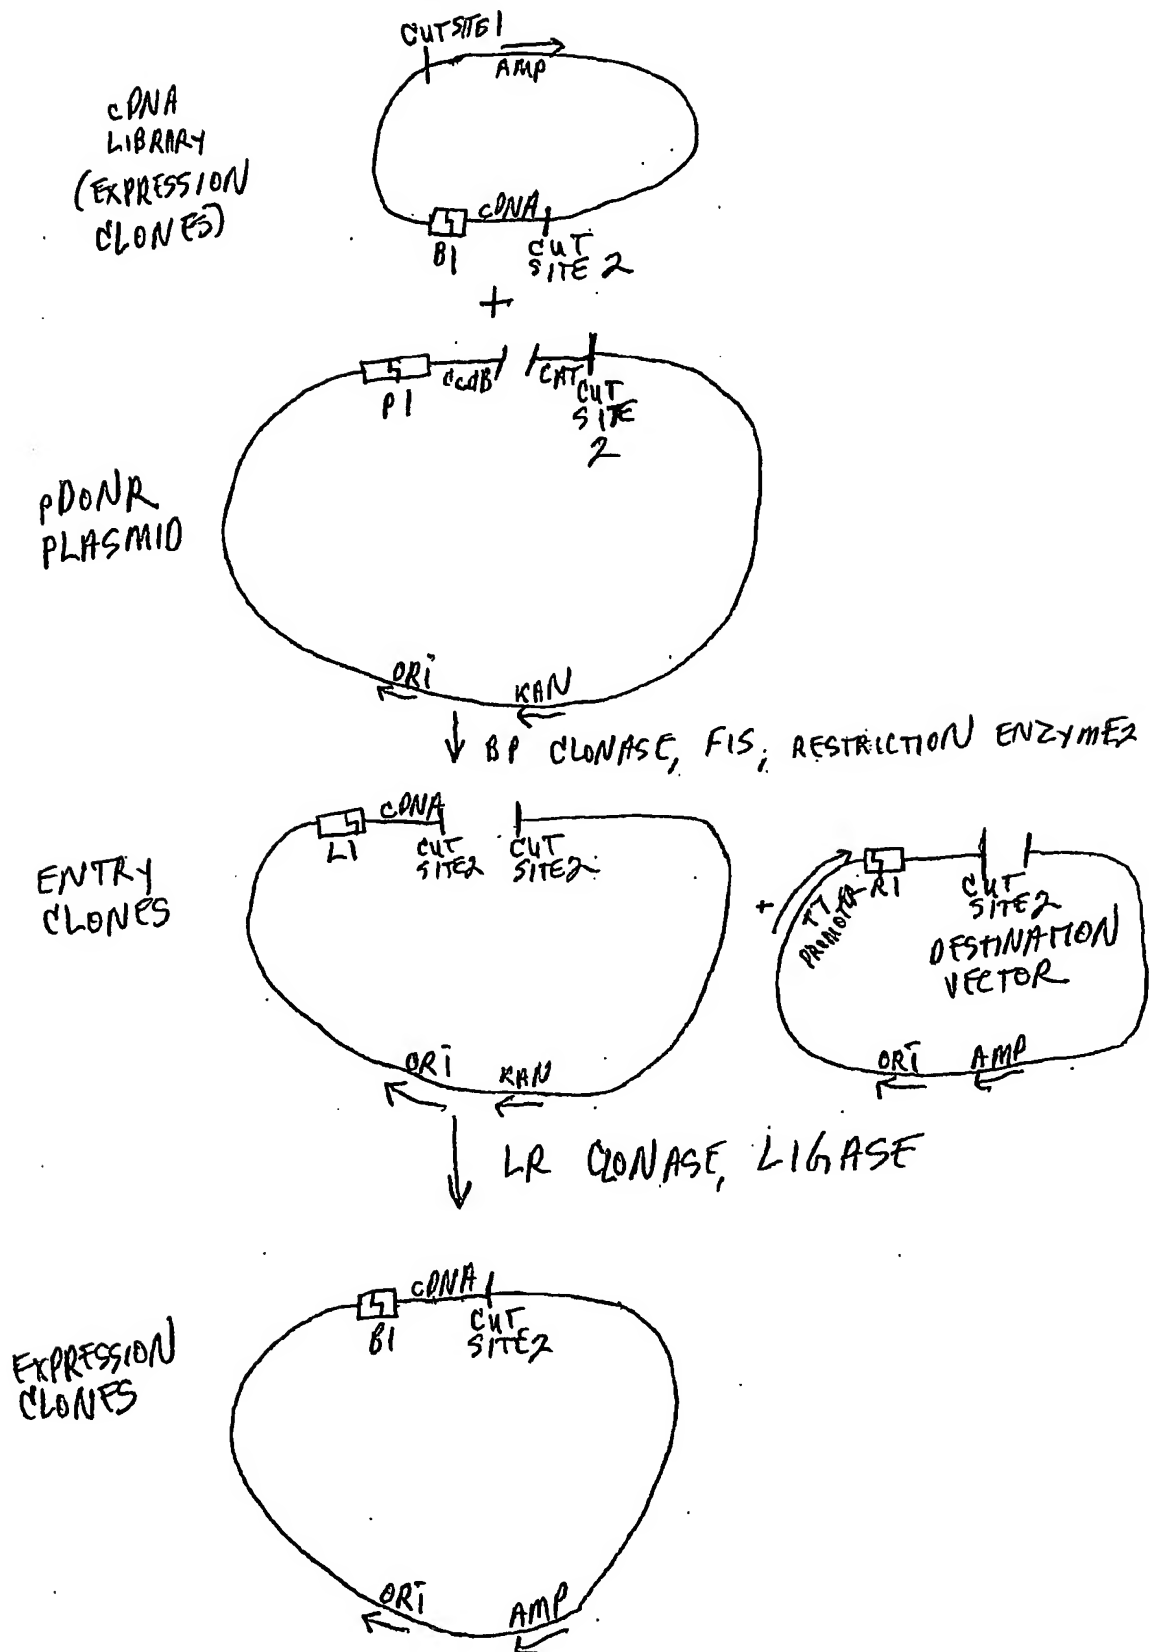 CUT SITE 1
AMP
cDNA
LIBRARY
(EXPRESSION
CLONES)
cDNA
B1
CUT
SITE 2
+
P1
CcdB
CAT
CUT
SITE
2
pDONR
PLASMID
ORI
KAN
BP CLONASE, FIS, RESTRICTION ENZYME2
ENTRY
CLONES
L1
cDNA
CUT
SITE2
CUT
SITE2
ORI
KAN
+
T7
PROMOTER
R1
CUT
SITE2
DESTINATION
VECTOR
ORI
AMP
LR CLONASE, LIGASE
EXPRESSION
CLONES
B1
cDNA
CUT
SITE2
ORI
AMP